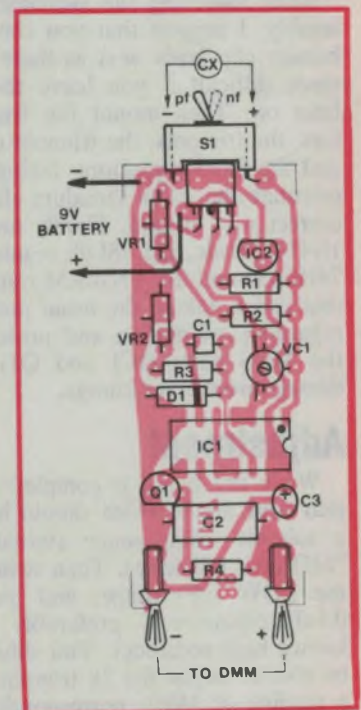 CX
- pf nf +
S1
-
9V
BATTERY
+
VR1
IC2
R1
R2
VR2
C1
VC1
R3
D1
IC1
Q1
C3
+
C2
R4
- +
TO DMM